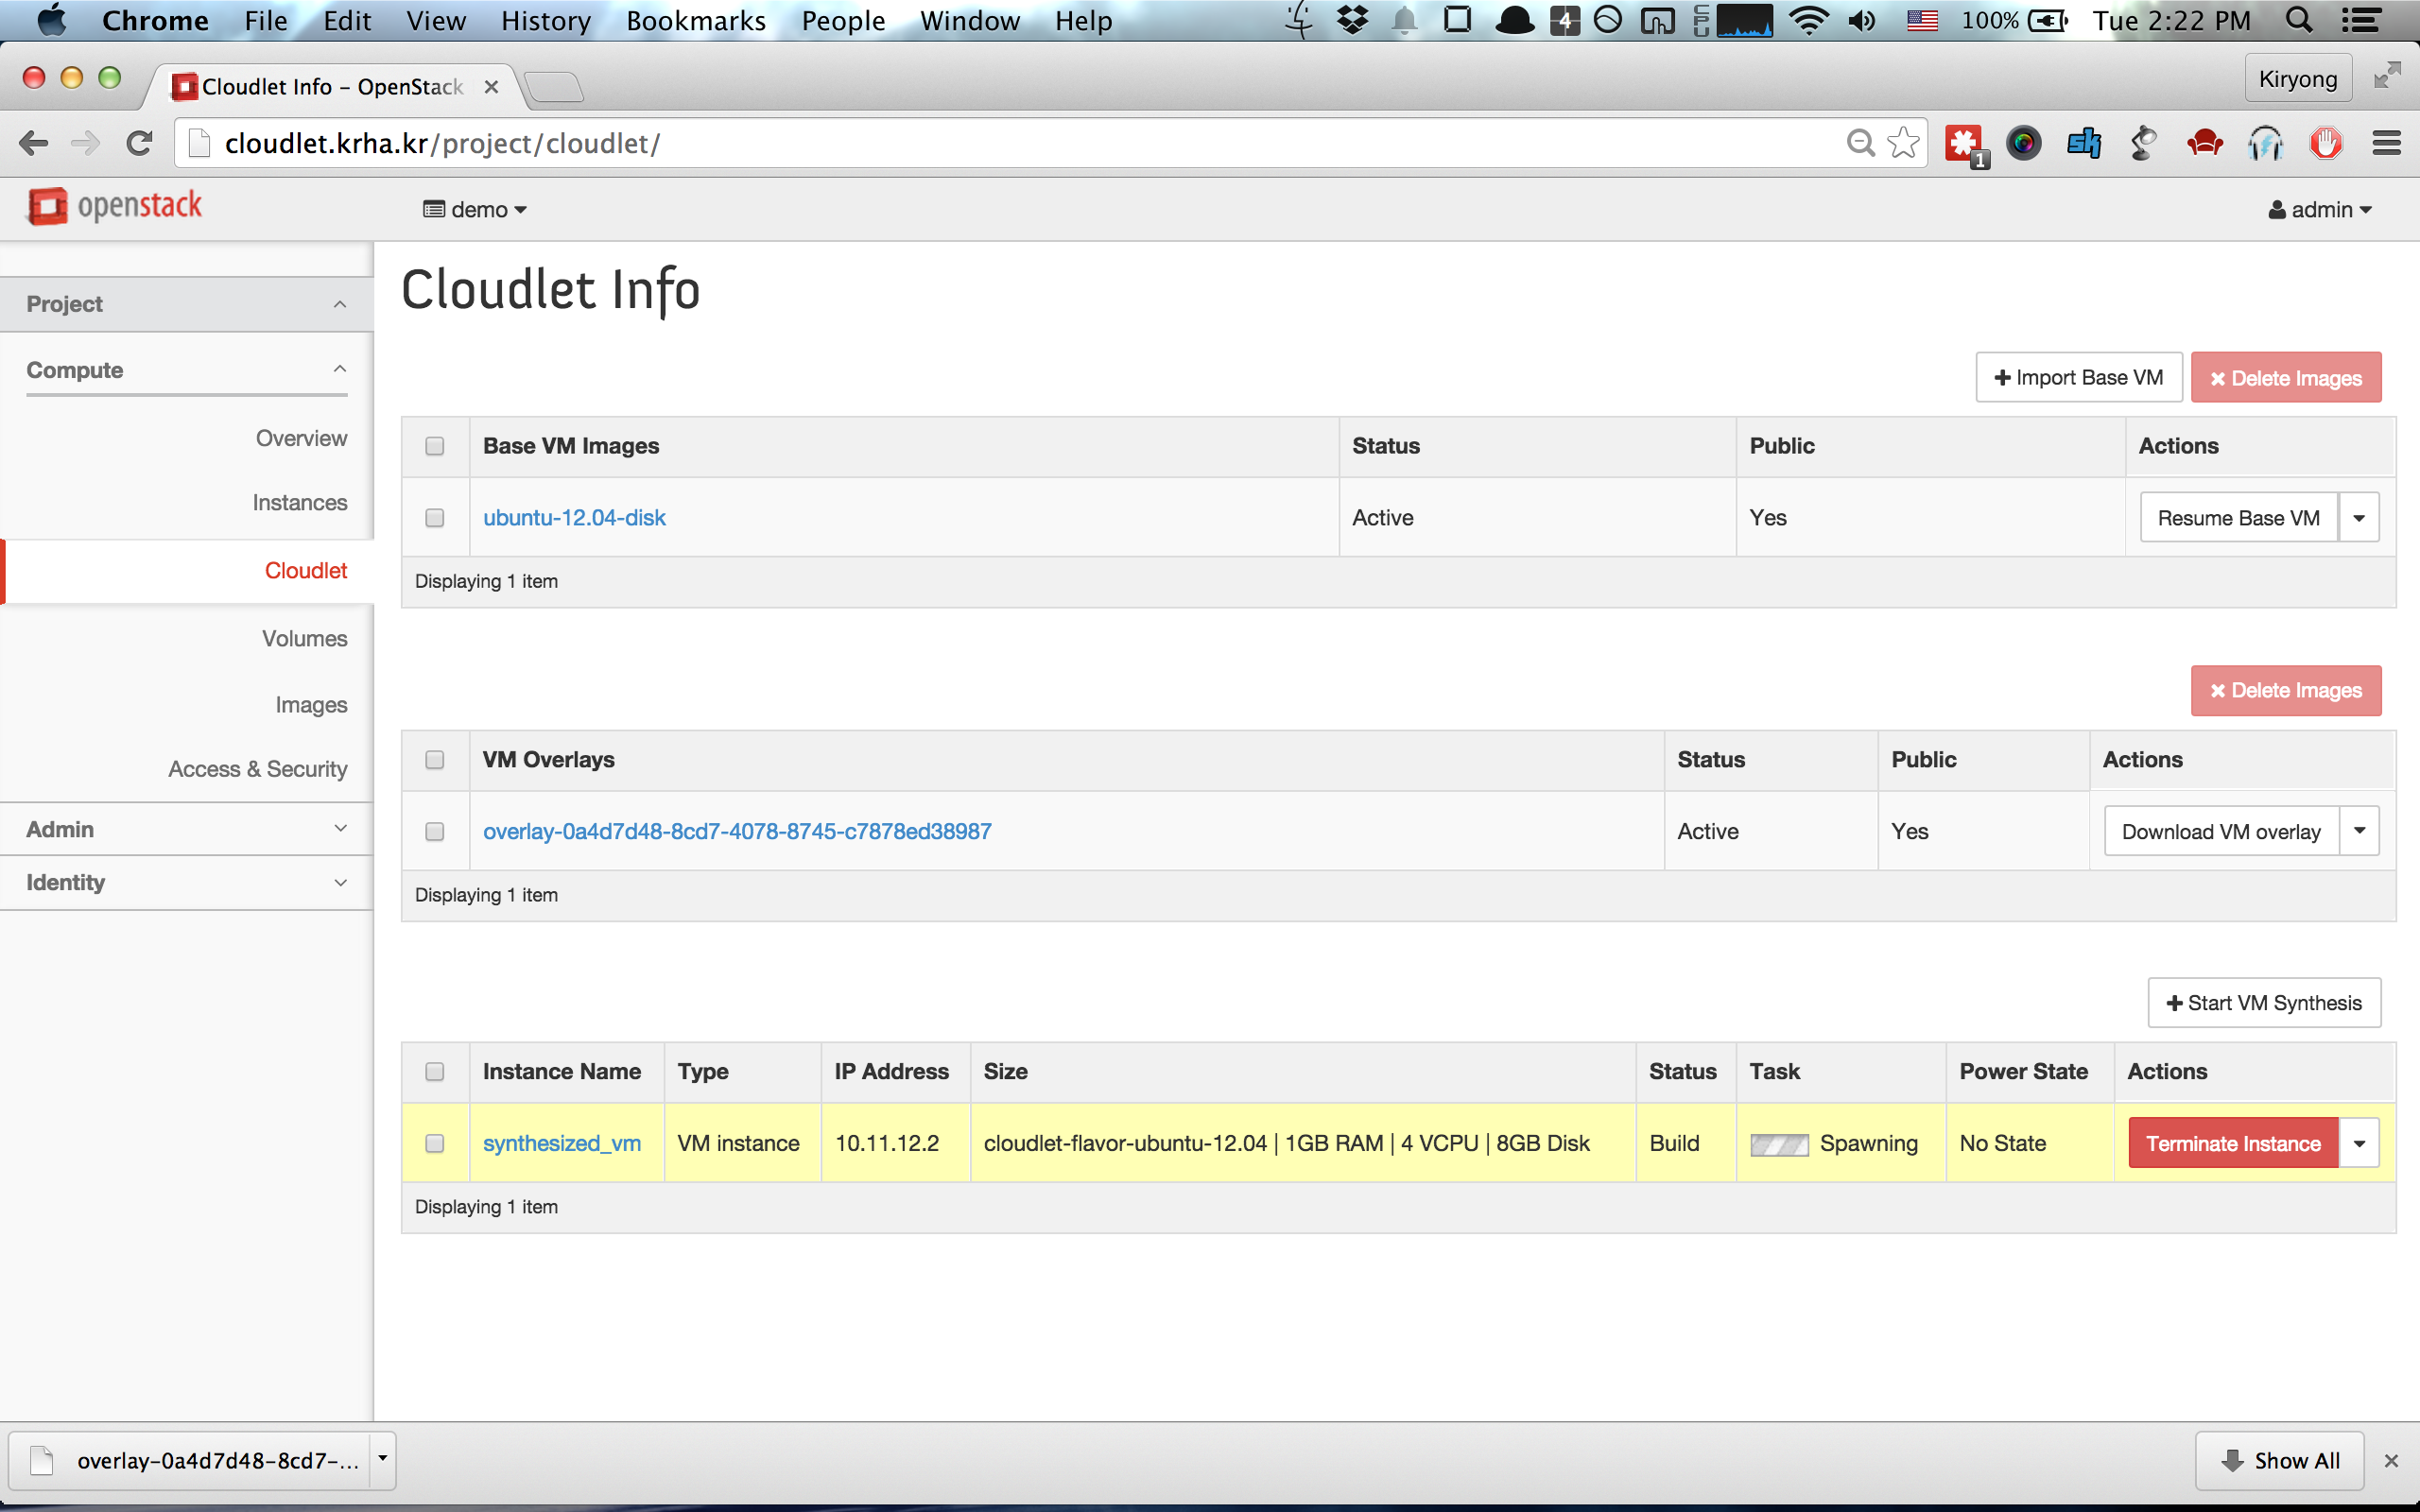 Chrome File Edit View History Bookmarks People Window Help 4 CPU 100% Tue 2:22 PM
Cloudlet Info – OpenStack Kiryong
cloudlet.krha.kr/project/cloudlet/ sk 1
openstack demo admin
Cloudlet Info
Project
Compute
Overview
Instances
Cloudlet
Volumes
Images
Access & Security
Admin
Identity
Import Base VM Delete Images
Base VM Images Status Public Actions
ubuntu-12.04-disk Active Yes Resume Base VM
Displaying 1 item
Delete Images
VM Overlays Status Public Actions
overlay-0a4d7d48-8cd7-4078-8745-c7878ed38987 Active Yes Download VM overlay
Displaying 1 item
Start VM Synthesis
Instance Name Type IP Address Size Status Task Power State Actions
synthesized_vm VM instance 10.11.12.2 cloudlet-flavor-ubuntu-12.04 | 1GB RAM | 4 VCPU | 8GB Disk Build Spawning No State Terminate Instance
Displaying 1 item
overlay-0a4d7d48-8cd7-... Show All